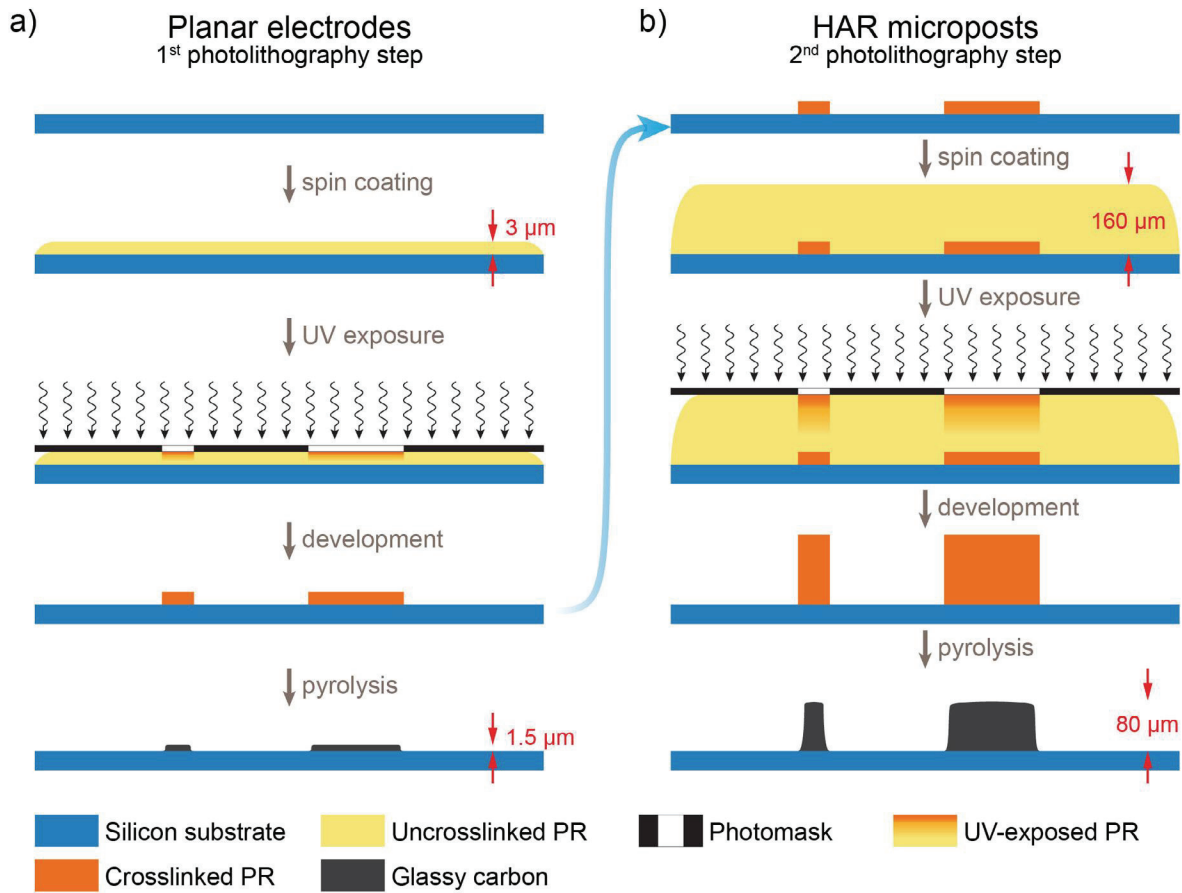 a)
Planar electrodes
1st photolithography step
spin coating
3 µm
UV exposure
development
pyrolysis
1.5 µm
b)
HAR microposts
2nd photolithography step
spin coating
160 µm
UV exposure
development
pyrolysis
80 µm
Silicon substrate
Uncrosslinked PR
Photomask
UV-exposed PR
Crosslinked PR
Glassy carbon